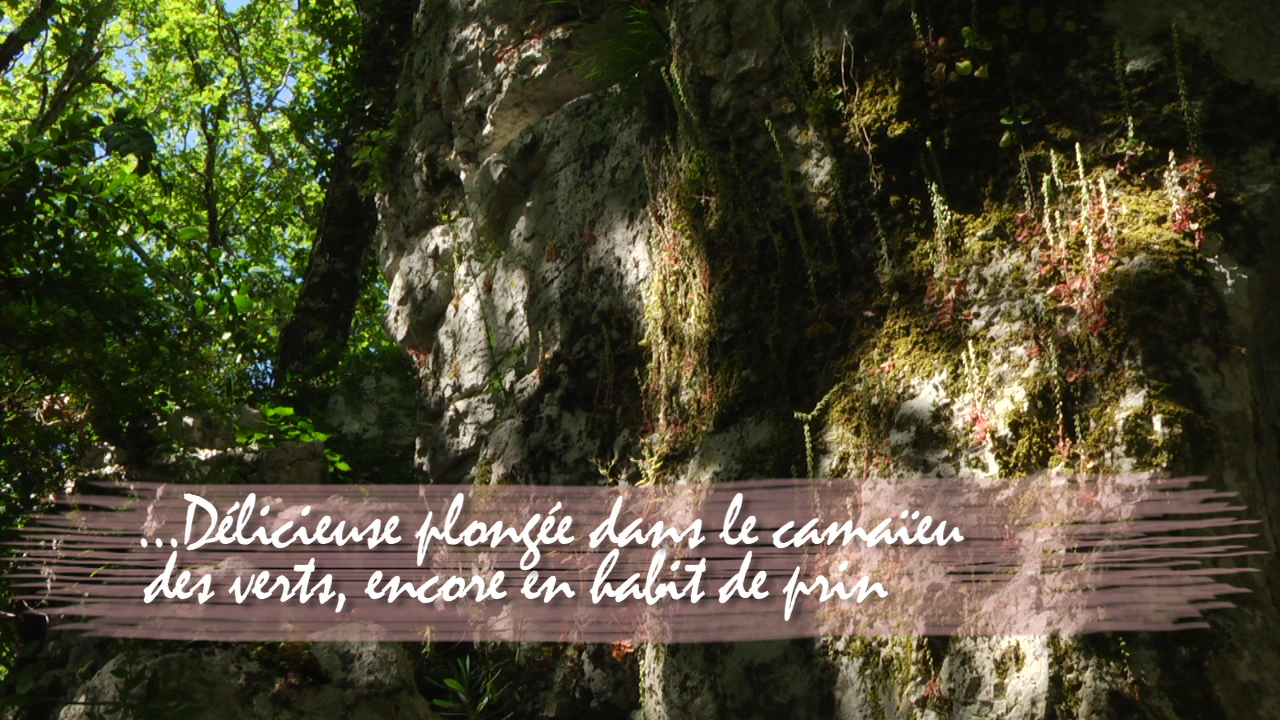 ...Délicieuse plongée dans le camaïeu
des verts, encore en habit de prin